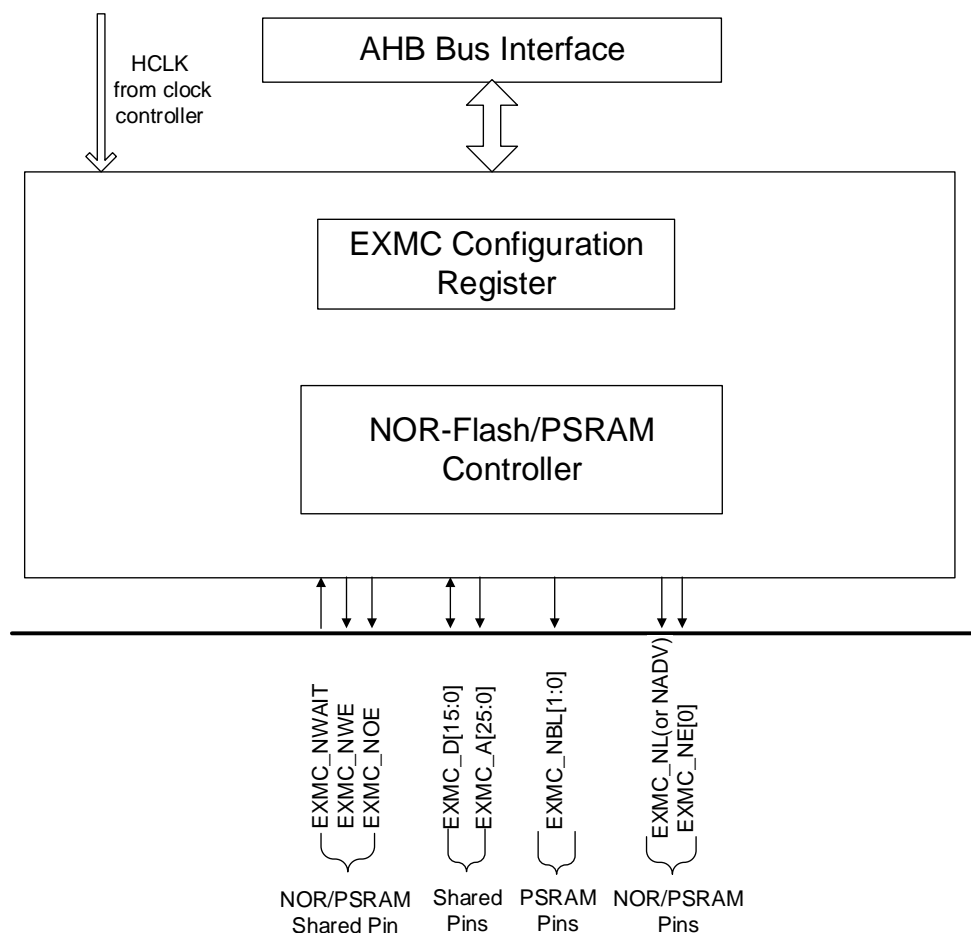 AHB Bus Interface
HCLK
from clock
controller
EXMC Configuration
Register
NOR-Flash/PSRAM
Controller
EXMC_NWAIT
EXMC_NWE
EXMC_NOE
EXMC_D[15:0]
EXMC_A[25:0]
EXMC_NBL[1:0]
EXMC_NL(or NADV)
EXMC_NE[0]
NOR/PSRAM
Shared Pin
Shared
Pins
PSRAM
Pins
NOR/PSRAM
Pins